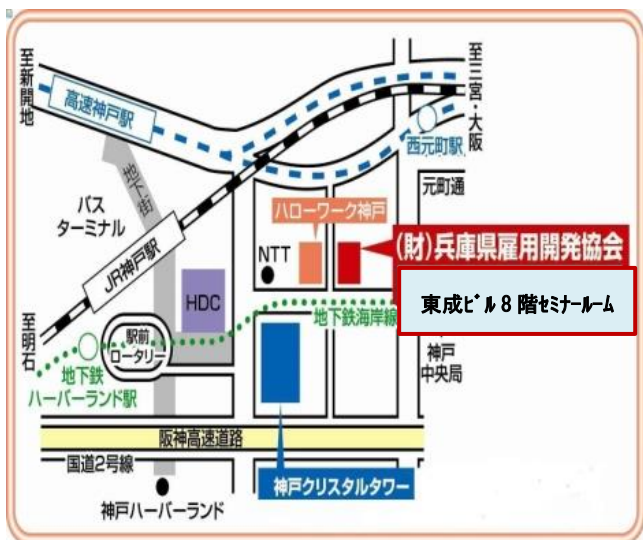 至新開地
高速神戸駅
至三宮・大阪
西元町駅
元町通
地下街
バス
ターミナル
JR神戸駅
ハローワーク神戸
NTT
(財)兵庫県雇用開発協会
東成ビル8階セミナールーム
HDC
地下鉄海岸線
至明石
駅前
ロータリー
地下鉄
ハーバーランド駅
神戸
中央局
阪神高速道路
国道2号線
神戸クリスタルタワー
神戸ハーバーランド